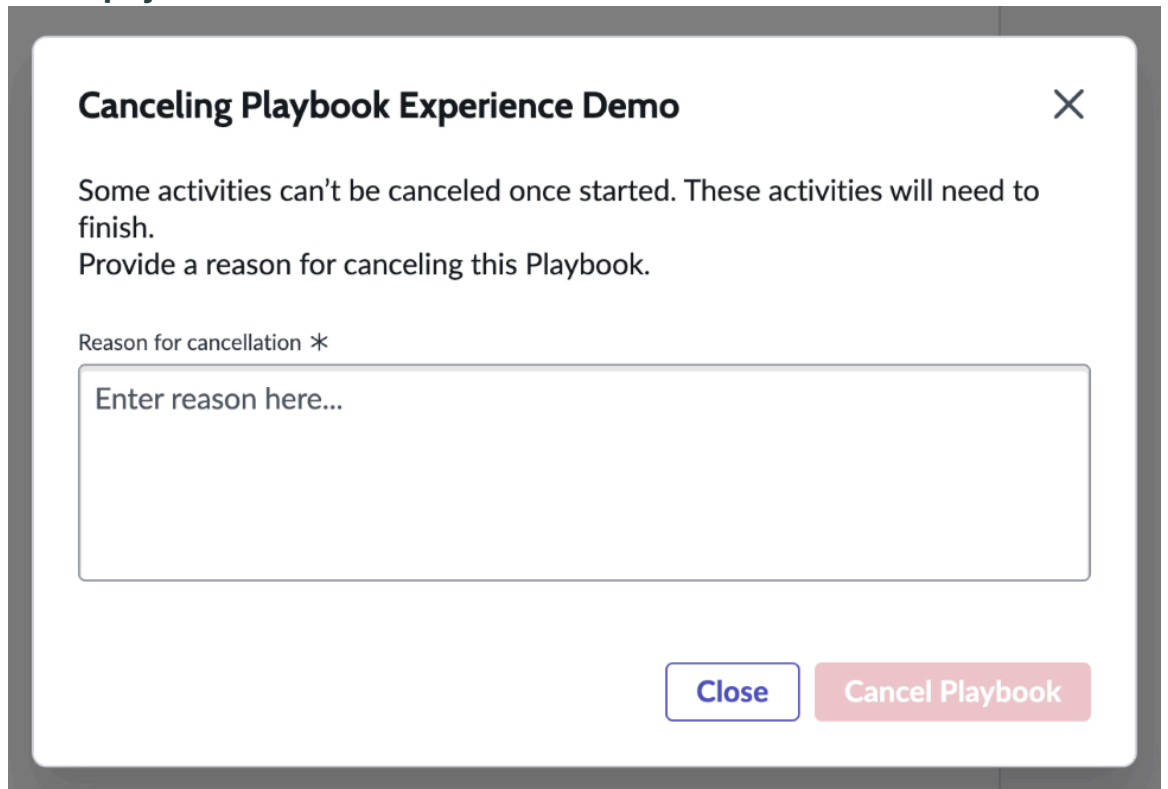 Canceling Playbook Experience Demo
Some activities can’t be canceled once started. These activities will need to
finish.
Provide a reason for canceling this Playbook.
Reason for cancellation *
Enter reason here...
Close
Cancel Playbook